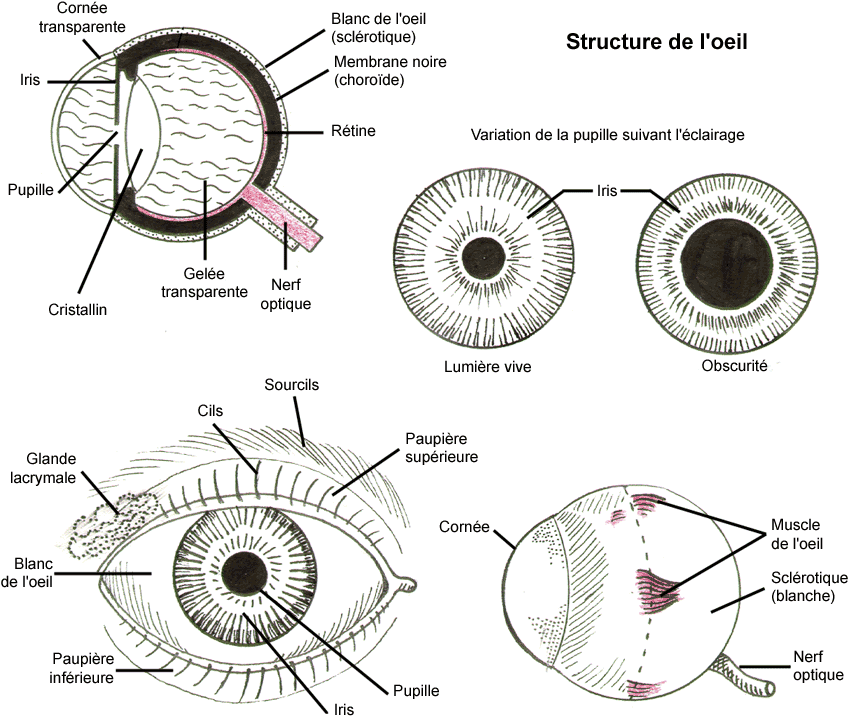 Structure de l'oeil
Cornée
transparente
Blanc de l'oeil
(sclérotique)
Membrane noire
(choroïde)
Iris
Rétine
Pupille
Gelée
transparente
Nerf
optique
Cristallin
Variation de la pupille suivant l'éclairage
Iris
Lumière vive
Obscurité
Sourcils
Cils
Paupière
supérieure
Glande
lacrymale
Blanc
de l'oeil
Paupière
inférieure
Iris
Pupille
Cornée
Muscle
de l'oeil
Sclérotique
(blanche)
Nerf
optique